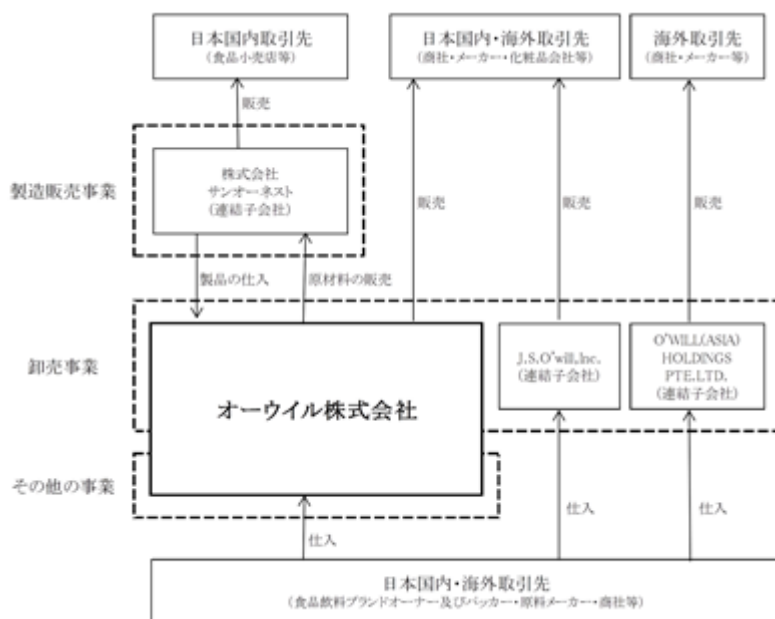 日本国内取引先
(食品小売店等)
日本国内・海外取引先
(商社・メーカー・化粧品会社等)
海外取引先
(商社・メーカー等)
販売
製造販売事業
株式会社
サンオーネスト
(連結子会社)
販売
販売
販売
製品の仕入
原材料の販売
卸売事業
オーウイル株式会社
J.S.O'will,Inc.
(連結子会社)
O'WILL(ASIA)
HOLDINGS
PTE.LTD.
(連結子会社)
その他の事業
仕入
仕入
仕入
日本国内・海外取引先
(食品飲料ブランドオーナー及びパッカー・原料メーカー・商社等)